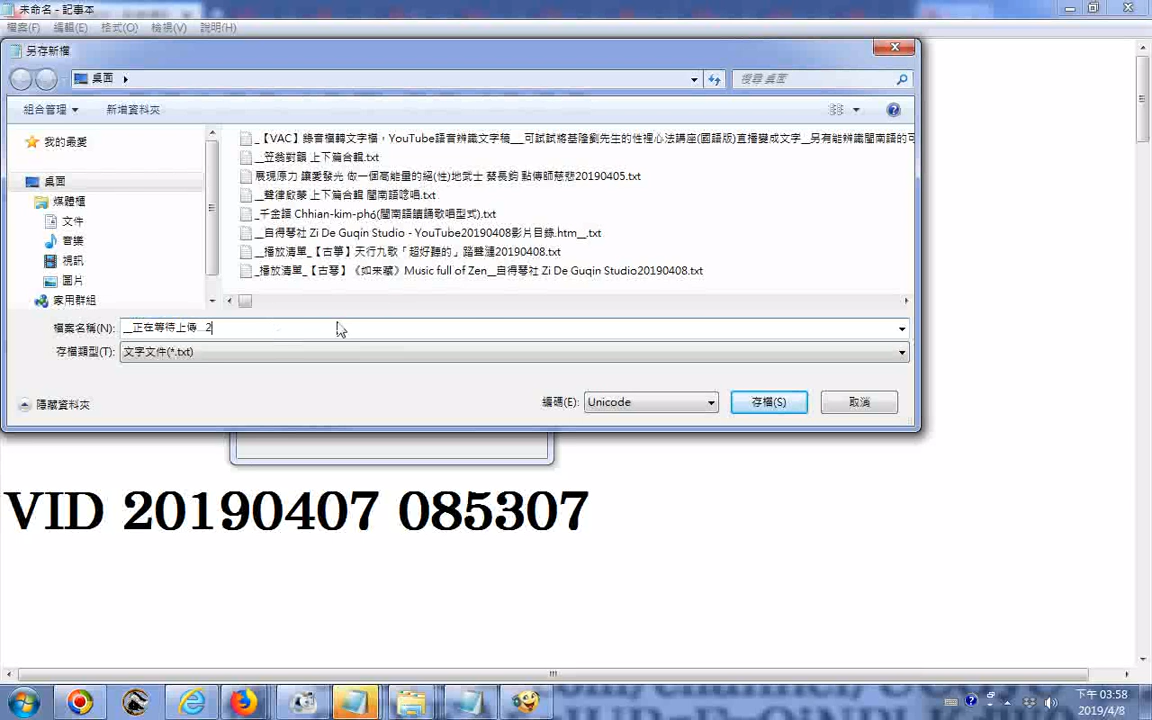 未命名 - 記事本
檔案(F) 編輯(E) 格式(O) 檢視(V) 說明(H)
另存新檔
桌面
搜尋 桌面
組合管理 新增資料夾
我的最愛
桌面
媒體櫃
文件
音樂
視訊
圖片
家用群組
_【VAC】錄音檔轉文字檔，YouTube語音辨識文字稿__可試試將基隆劉先生的性裡心法講座(國語版)直播變成文字__另有能辨識閩南語的可
__笠翁對韻 上下篇合輯.txt
展現原力 讓愛發光 做一個高能量的絕(性)地武士 蔡長鈞 點傳師慈悲20190405.txt
__聲律啟蒙 上下篇合輯 閩南語唸唱.txt
_千金譜 Chhian-kim-phó͘(閩南語讀誦歌唱型式).txt
__自得琴社 Zi De Guqin Studio - YouTube20190408影片目錄.htm__.txt
__播放清單_【古箏】天行九歌「超好聽的」踏聲漣20190408.txt
_播放清單_【古琴】《如來藏》Music full of Zen__自得琴社 Zi De Guqin Studio20190408.txt
檔案名稱(N): __正在等待上傳__2
存檔類型(T): 文字文件(*.txt)
隱藏資料夾
編碼(E): Unicode 存檔(S) 取消
VID 20190407 085307
下午 03:58
2019/4/8